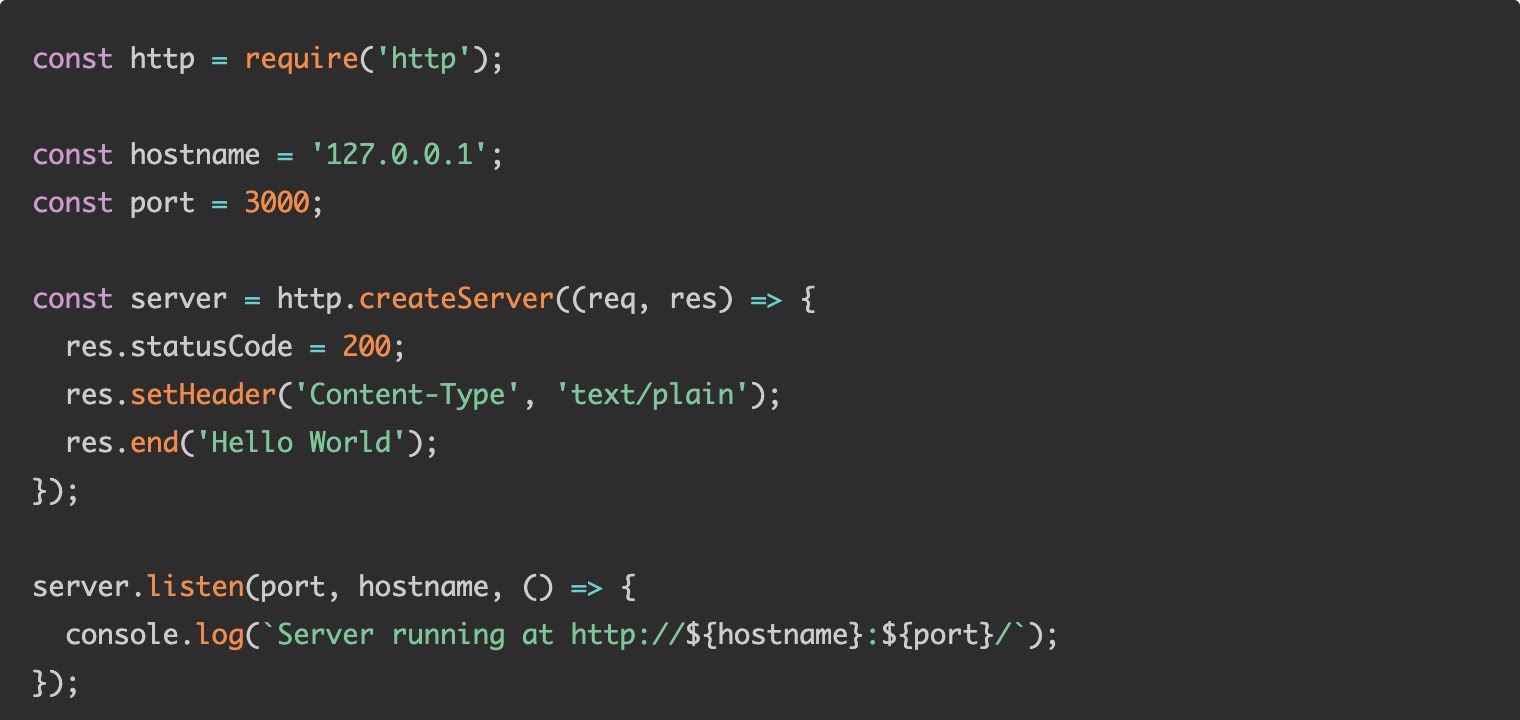 const http = require('http');

const hostname = '127.0.0.1';
const port = 3000;

const server = http.createServer((req, res) => {
  res.statusCode = 200;
  res.setHeader('Content-Type', 'text/plain');
  res.end('Hello World');
});

server.listen(port, hostname, () => {
  console.log(`Server running at http://${hostname}:${port}/`);
});